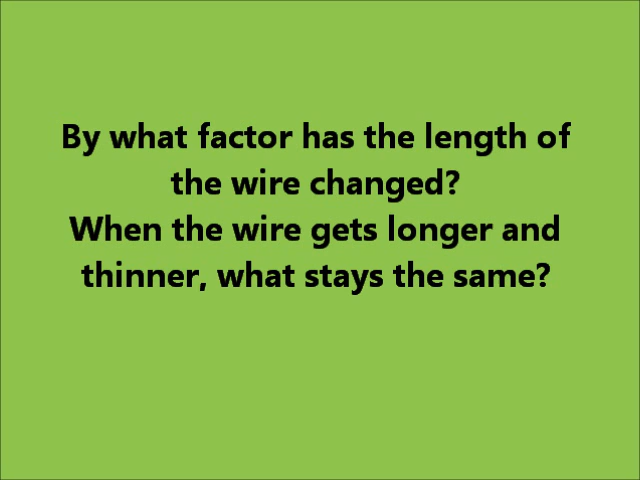 By what factor has the length of
the wire changed?
When the wire gets longer and
thinner, what stays the same?